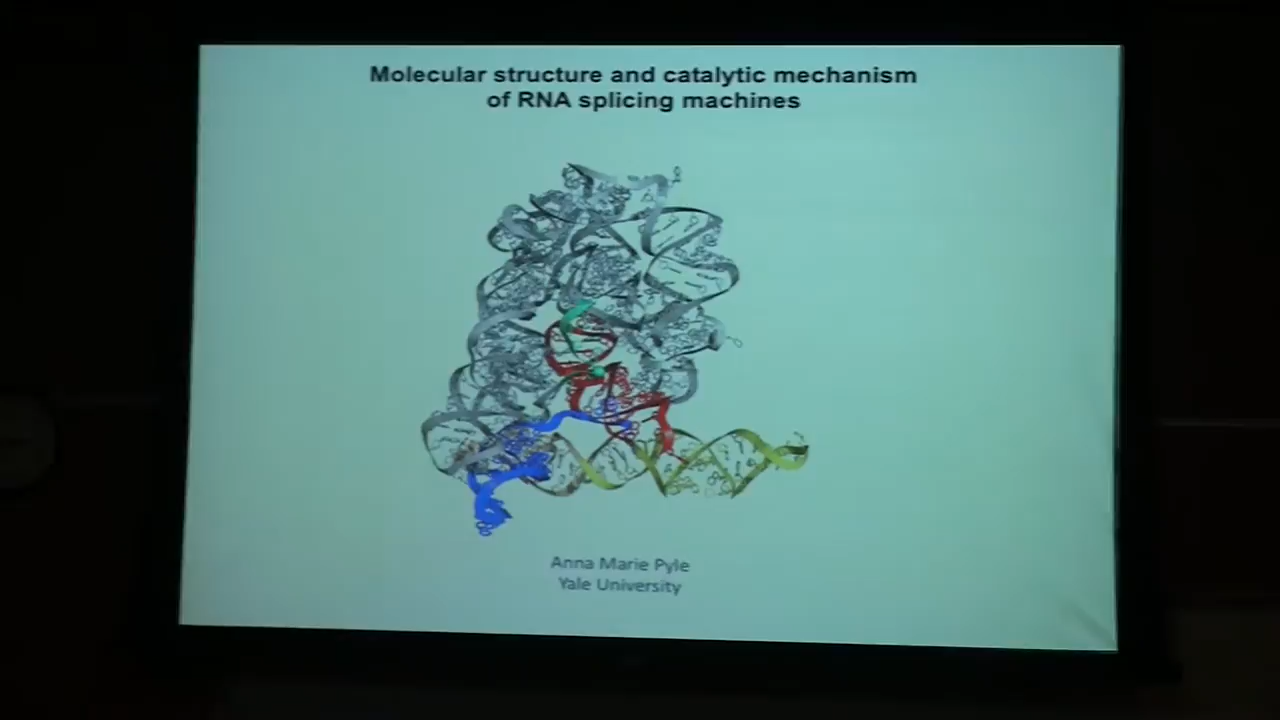 Molecular structure and catalytic mechanism
of RNA splicing machines
Anna Marie Pyle
Yale University